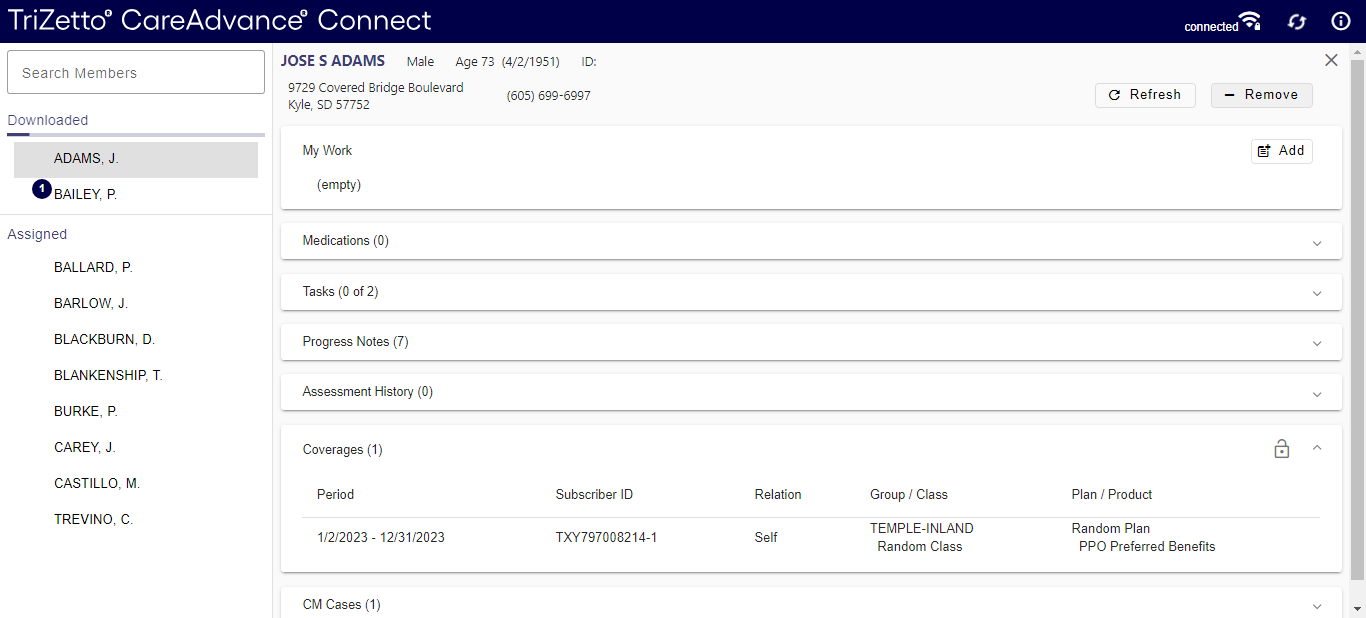 TriZetto® CareAdvance® Connect
connected
Search Members
Downloaded
ADAMS, J.
1
BAILEY, P.
Assigned
BALLARD, P.
BARLOW, J.
BLACKBURN, D.
BLANKENSHIP, T.
BURKE, P.
CAREY, J.
CASTILLO, M.
TREVINO, C.
JOSE S ADAMS Male Age 73 (4/2/1951) ID:
9729 Covered Bridge Boulevard
Kyle, SD 57752
(605) 699-6997
Refresh
Remove
My Work
Add
(empty)
Medications (0)
Tasks (0 of 2)
Progress Notes (7)
Assessment History (0)
Coverages (1)
Period Subscriber ID Relation Group / Class Plan / Product
1/2/2023 - 12/31/2023 TXY797008214-1 Self TEMPLE-INLAND Random Plan
Random Class PPO Preferred Benefits
CM Cases (1)